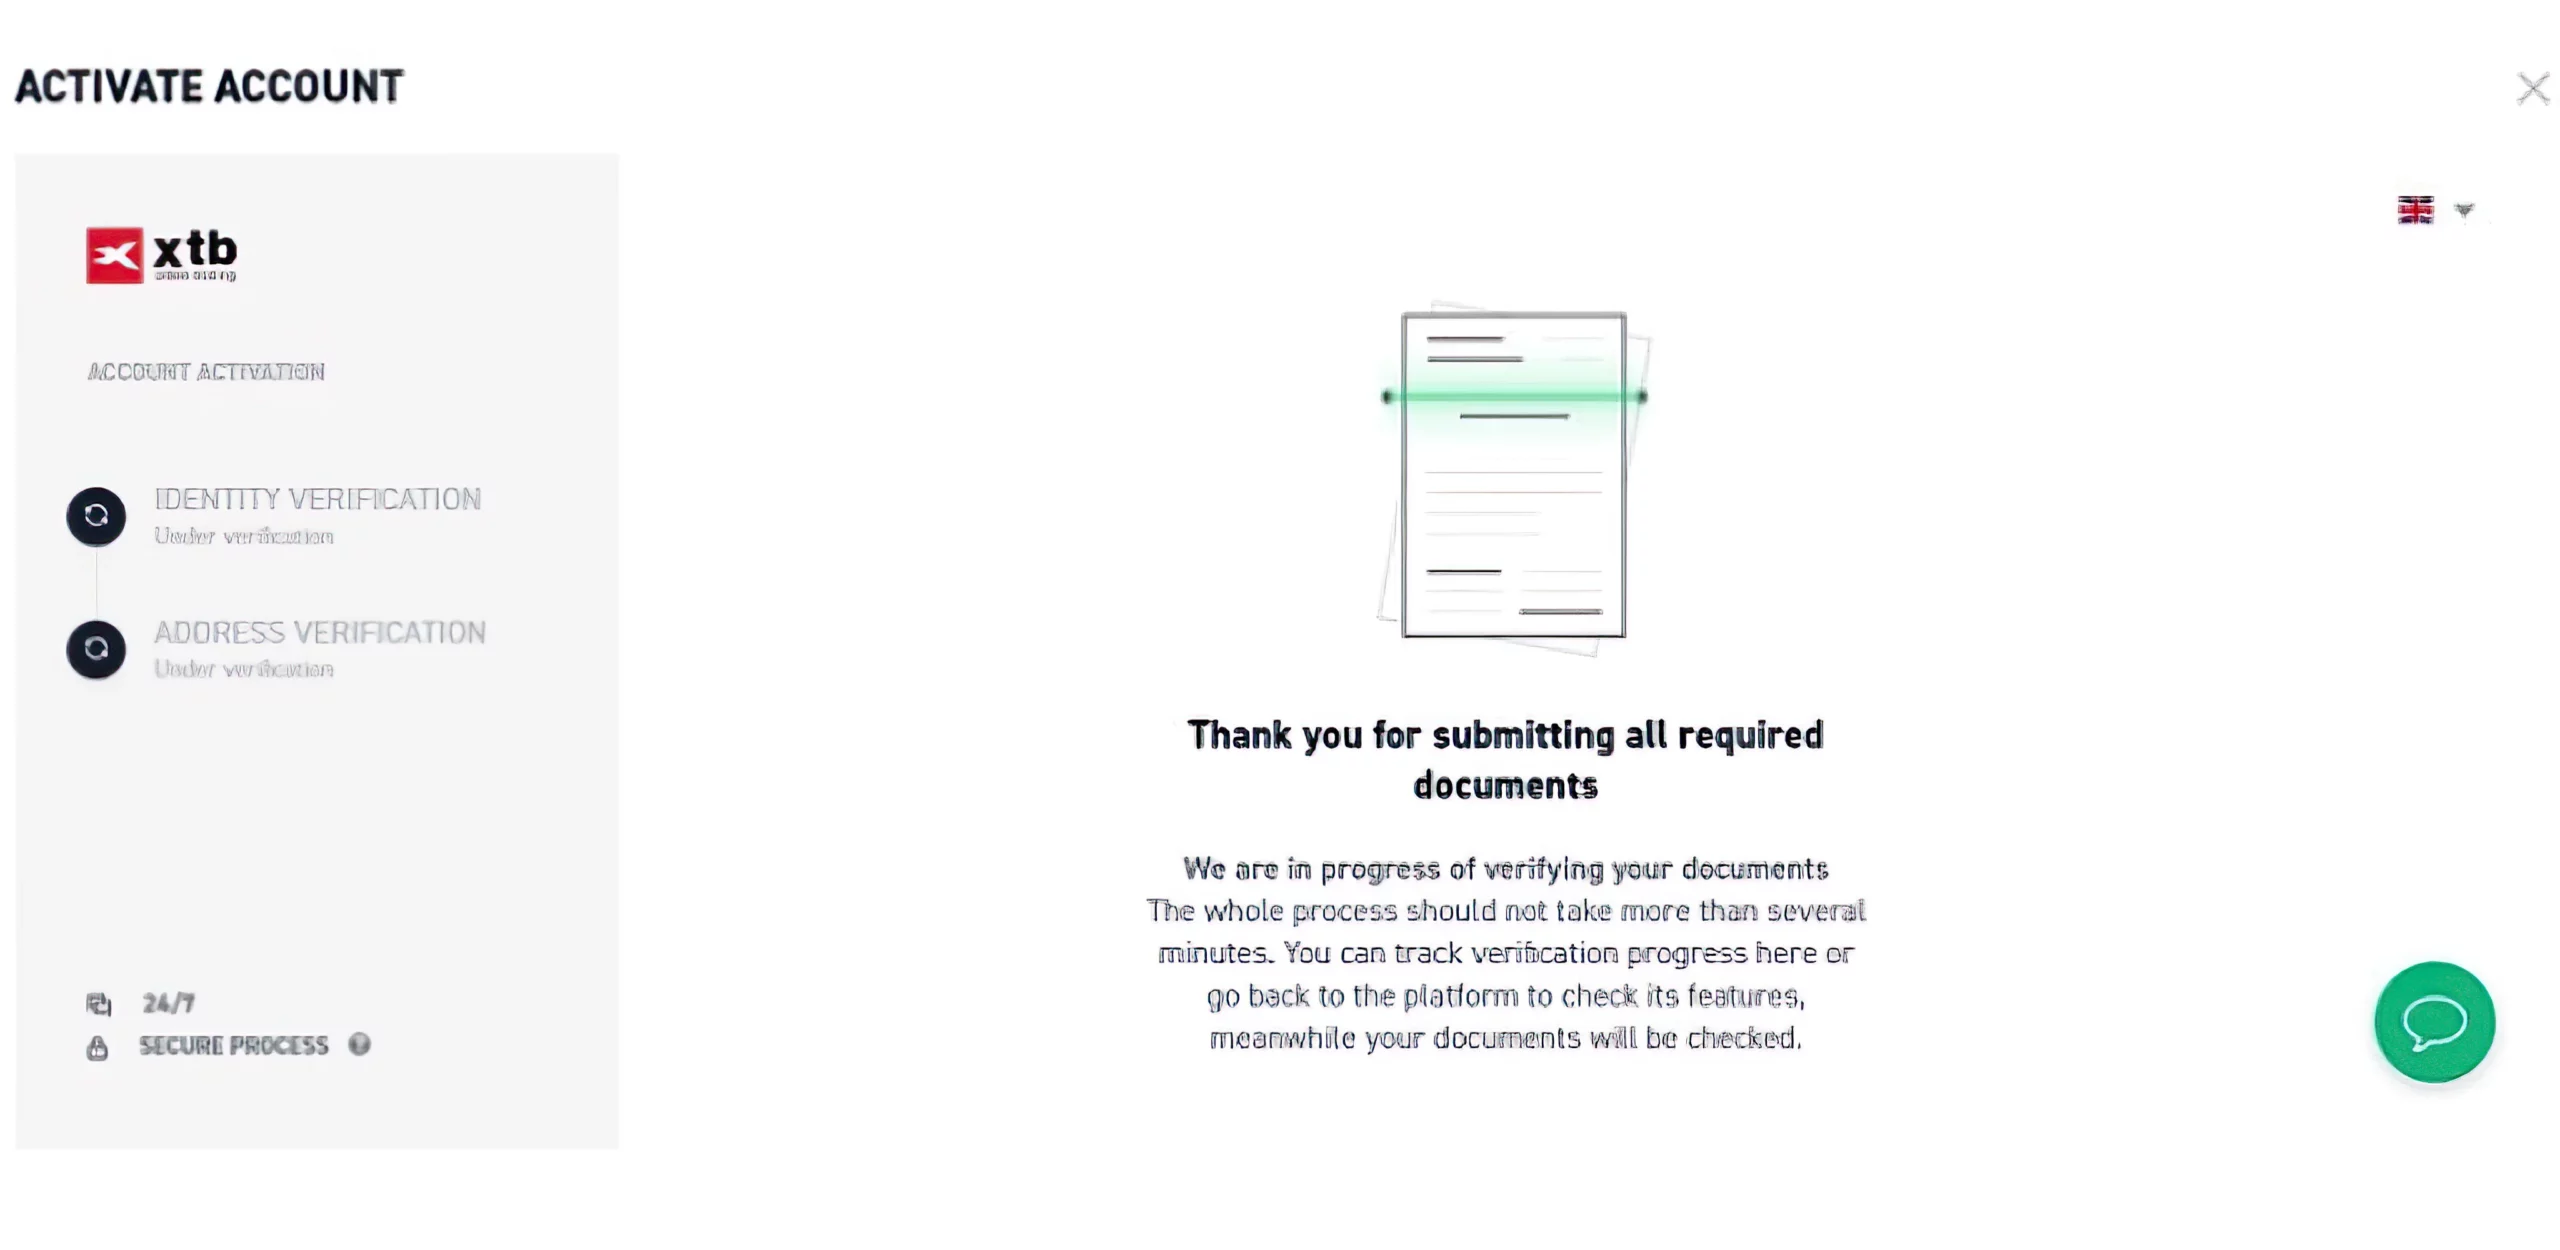 ACTIVATE ACCOUNT
xtb
ACCOUNT ACTIVATION
IDENTITY VERIFICATION
Under verification
ADDRESS VERIFICATION
Under verification
24/7
SECURE PROCESS
Thank you for submitting all required
documents
We are in progress of verifying your documents
The whole process should not take more than several
minutes. You can track verification progress here or
go back to the platform to check its features,
meanwhile your documents will be checked.